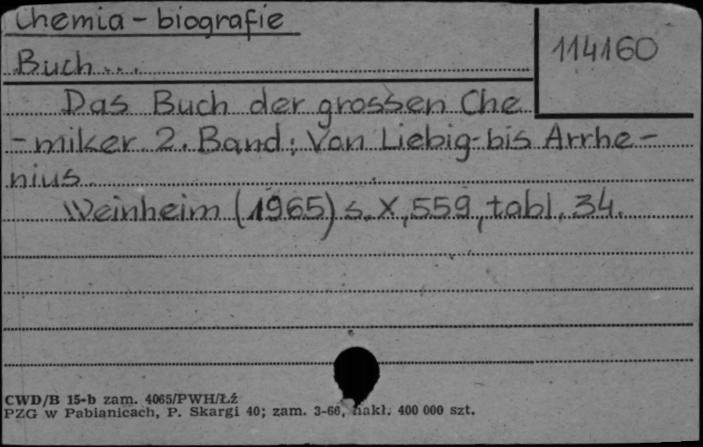 Chemia - biografie
114160
Buch...
Das Buch der grossen Che
-miker. 2. Band: Von Liebig bis Arrhe-
nius.
Weinheim (1965) s. X, 559, tabl. 34.
CWD/B 15-b zam. 4065/PWH/Łź
PZG w Pabianicach, P. Skargi 40; zam. 3-66, nakł. 400 000 szt.